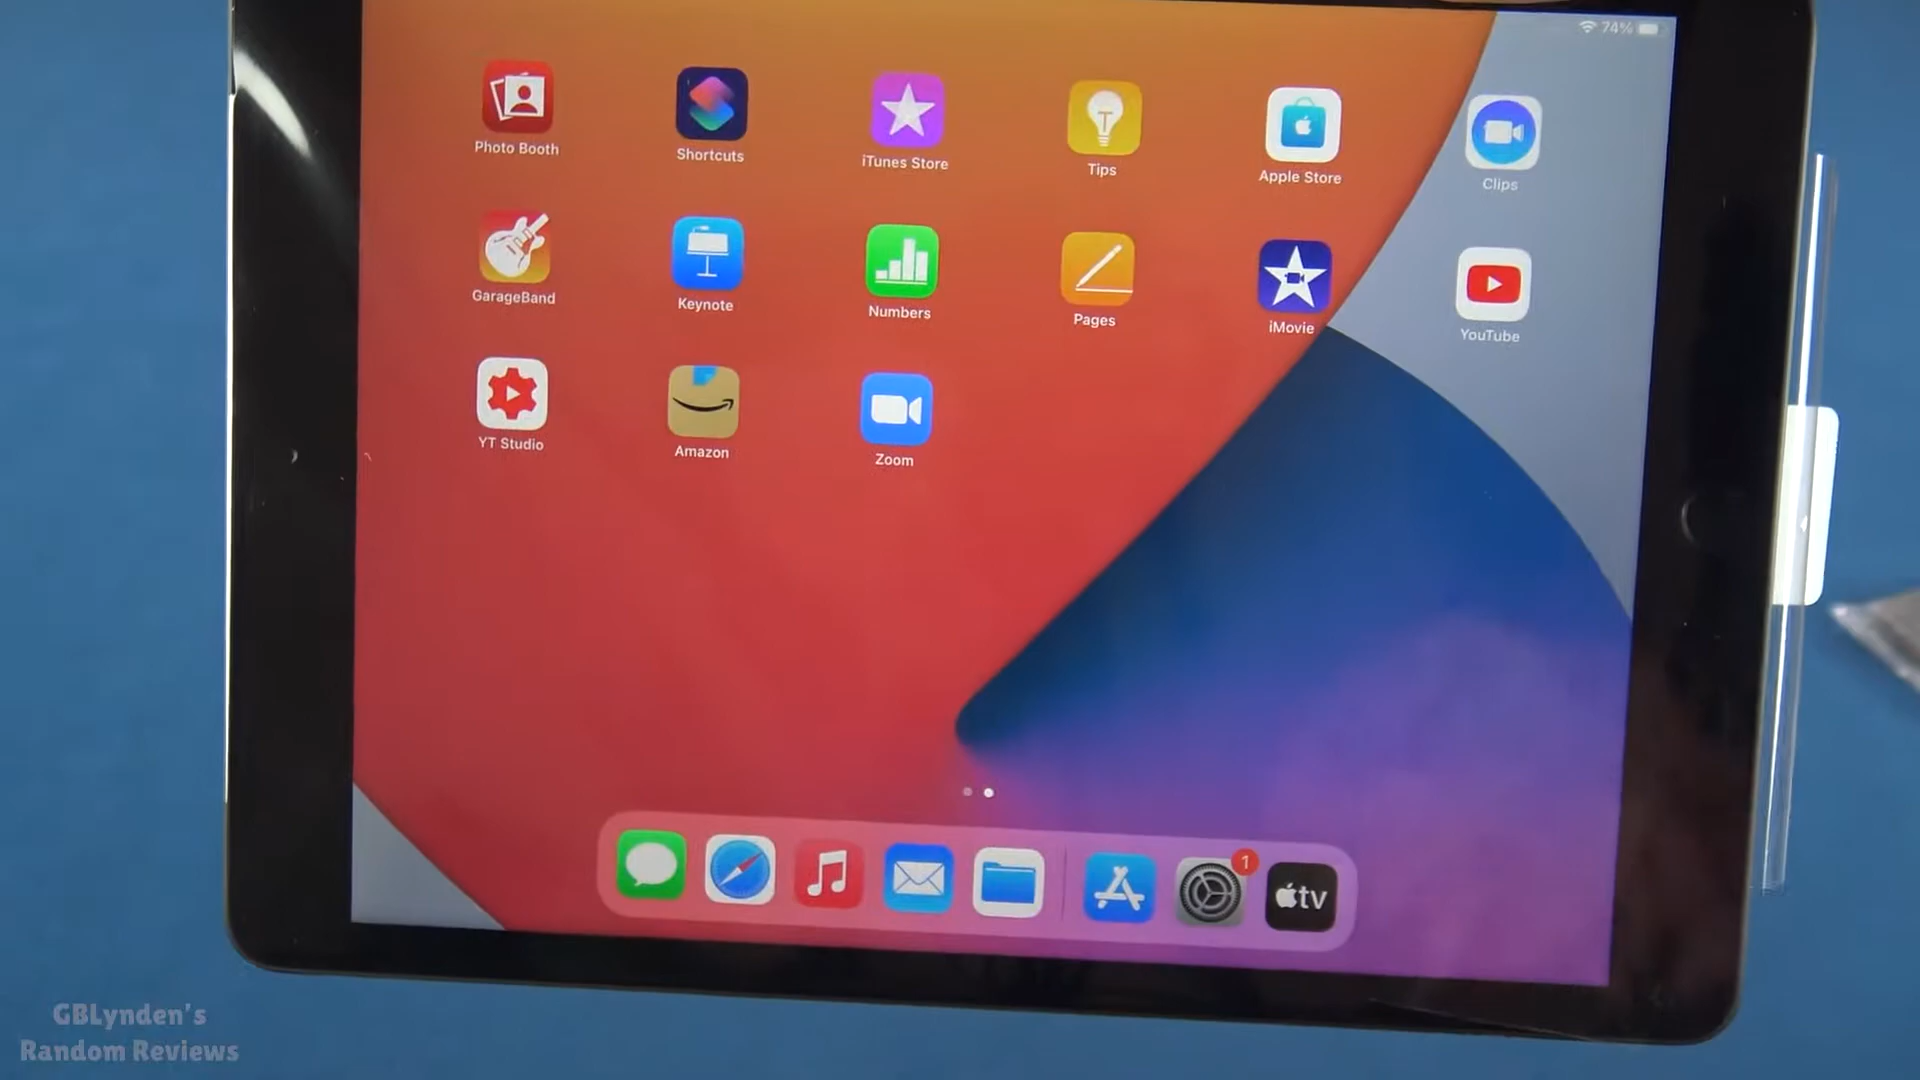 74%
Photo Booth
Shortcuts
iTunes Store
Tips
Apple Store
Clips
GarageBand
Keynote
Numbers
Pages
iMovie
YouTube
YT Studio
Amazon
Zoom
1
tv
GBLynden's
Random Reviews